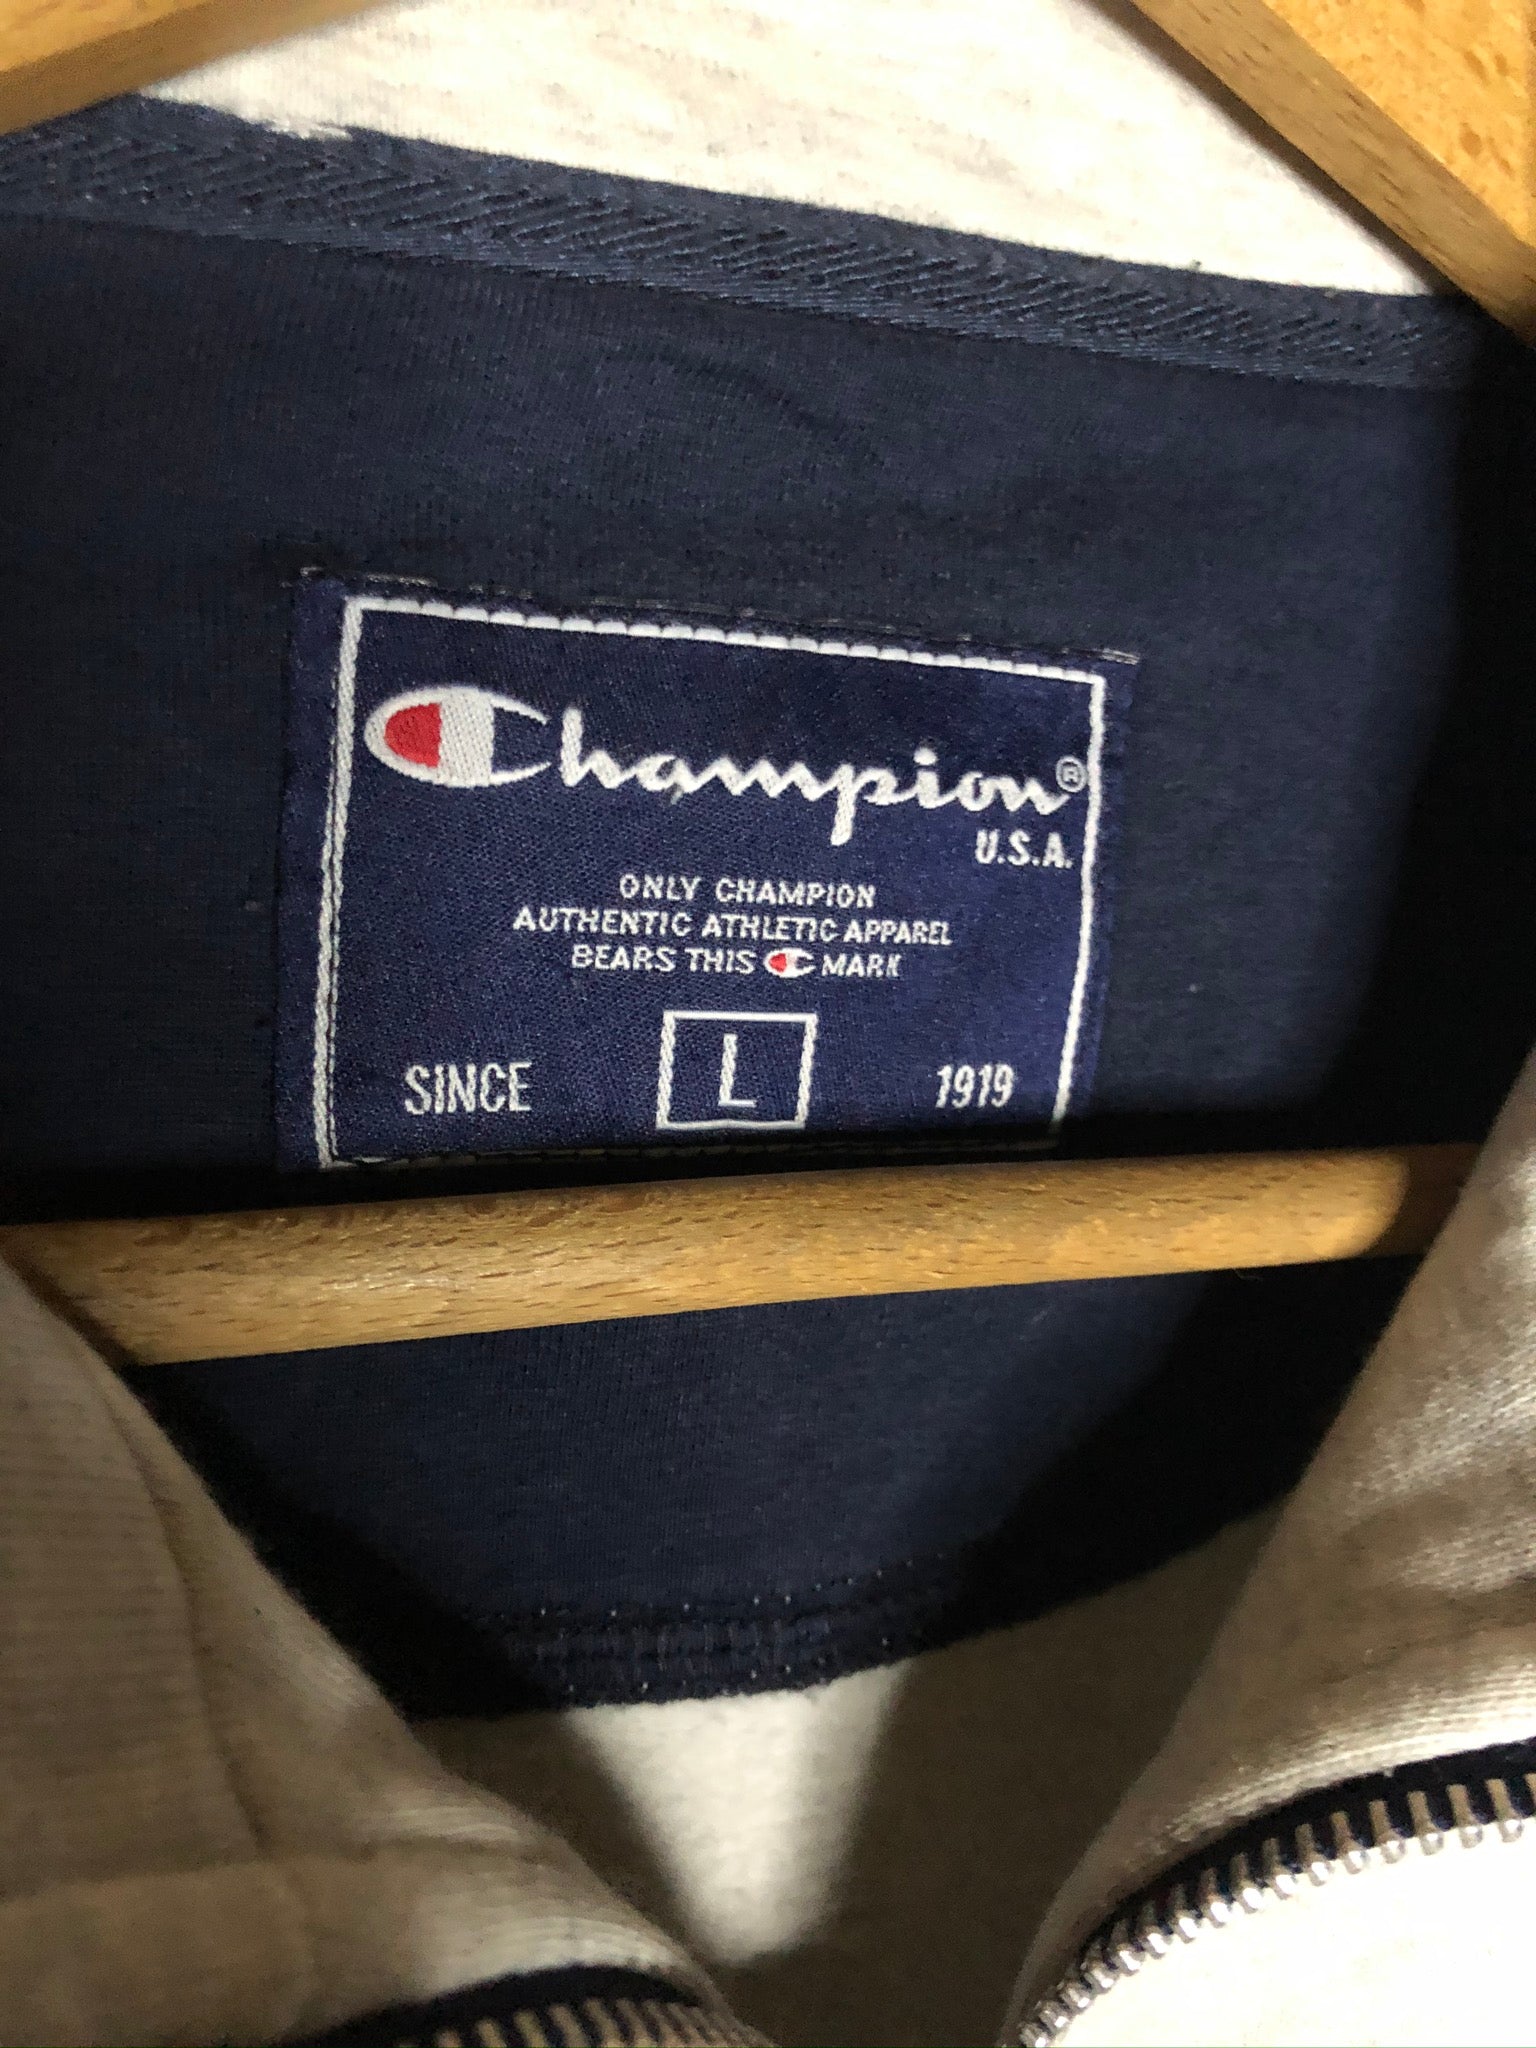 Champion®
U.S.A.
ONLY CHAMPION
AUTHENTIC ATHLETIC APPAREL
BEARS THIS C MARK
SINCE L 1919